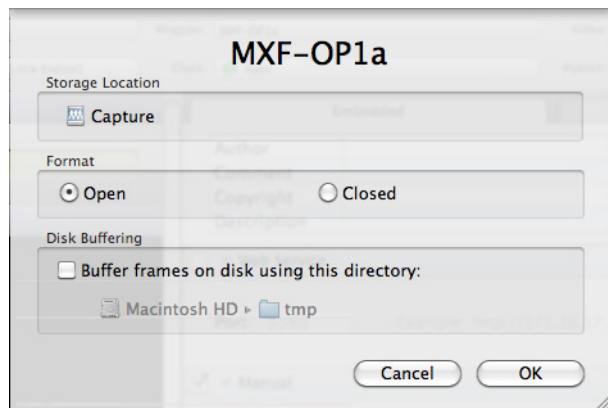 MXF-OP1a
Storage Location
Capture
Format
Open Closed
Disk Buffering
Buffer frames on disk using this directory:
Macintosh HD ▸ tmp
Cancel OK